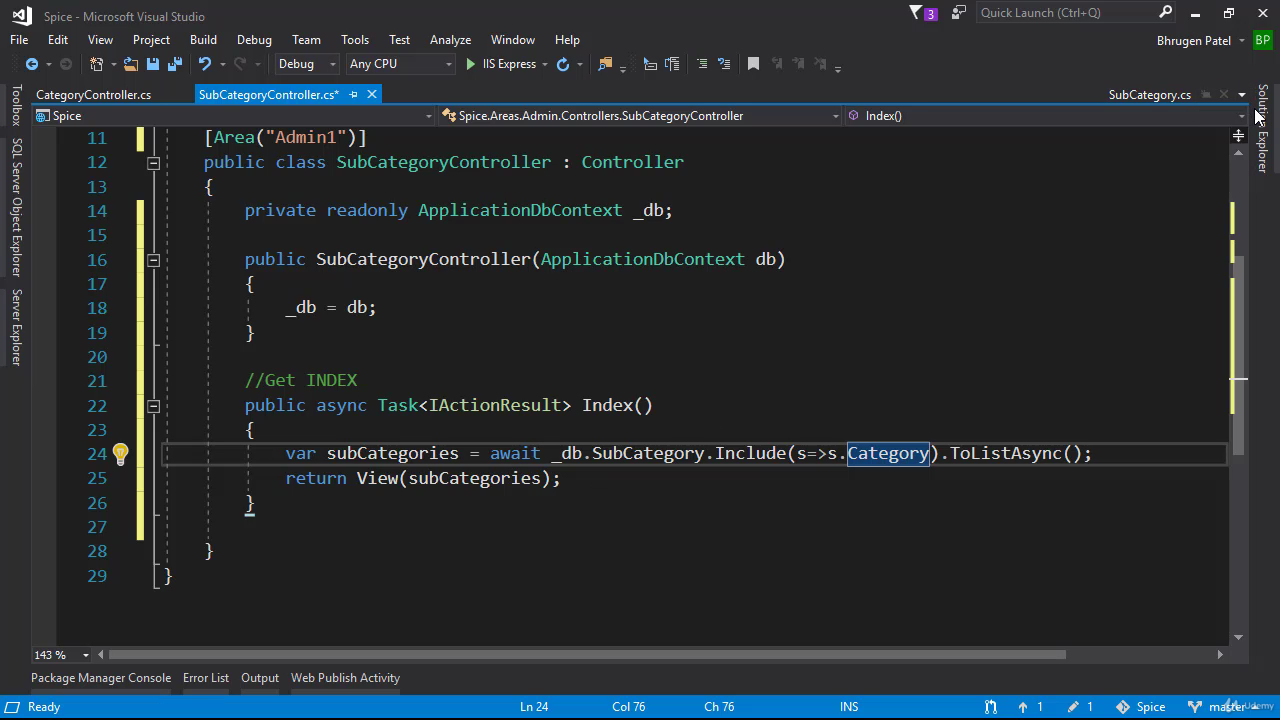 Spice - Microsoft Visual Studio
3
Quick Launch (Ctrl+Q)
File Edit View Project Build Debug Team Tools Test Analyze Window Help
Bhrugen Patel BP
Debug Any CPU IIS Express
CategoryController.cs SubCategoryController.cs* SubCategory.cs
Spice Spice.Areas.Admin.Controllers.SubCategoryController Index()
Toolbox
SQL Server Object Explorer
Server Explorer
Solution Explorer
11 [Area("Admin1")]
12 public class SubCategoryController : Controller
13 {
14 private readonly ApplicationDbContext _db;
15
16 public SubCategoryController(ApplicationDbContext db)
17 {
18 _db = db;
19 }
20
21 //Get INDEX
22 public async Task<IActionResult> Index()
23 {
24 var subCategories = await _db.SubCategory.Include(s=>s.Category).ToListAsync();
25 return View(subCategories);
26 }
27
28 }
29 }
143 %
Package Manager Console Error List Output Web Publish Activity
Ready Ln 24 Col 76 Ch 76 INS 1 1 Spice master
Udemy